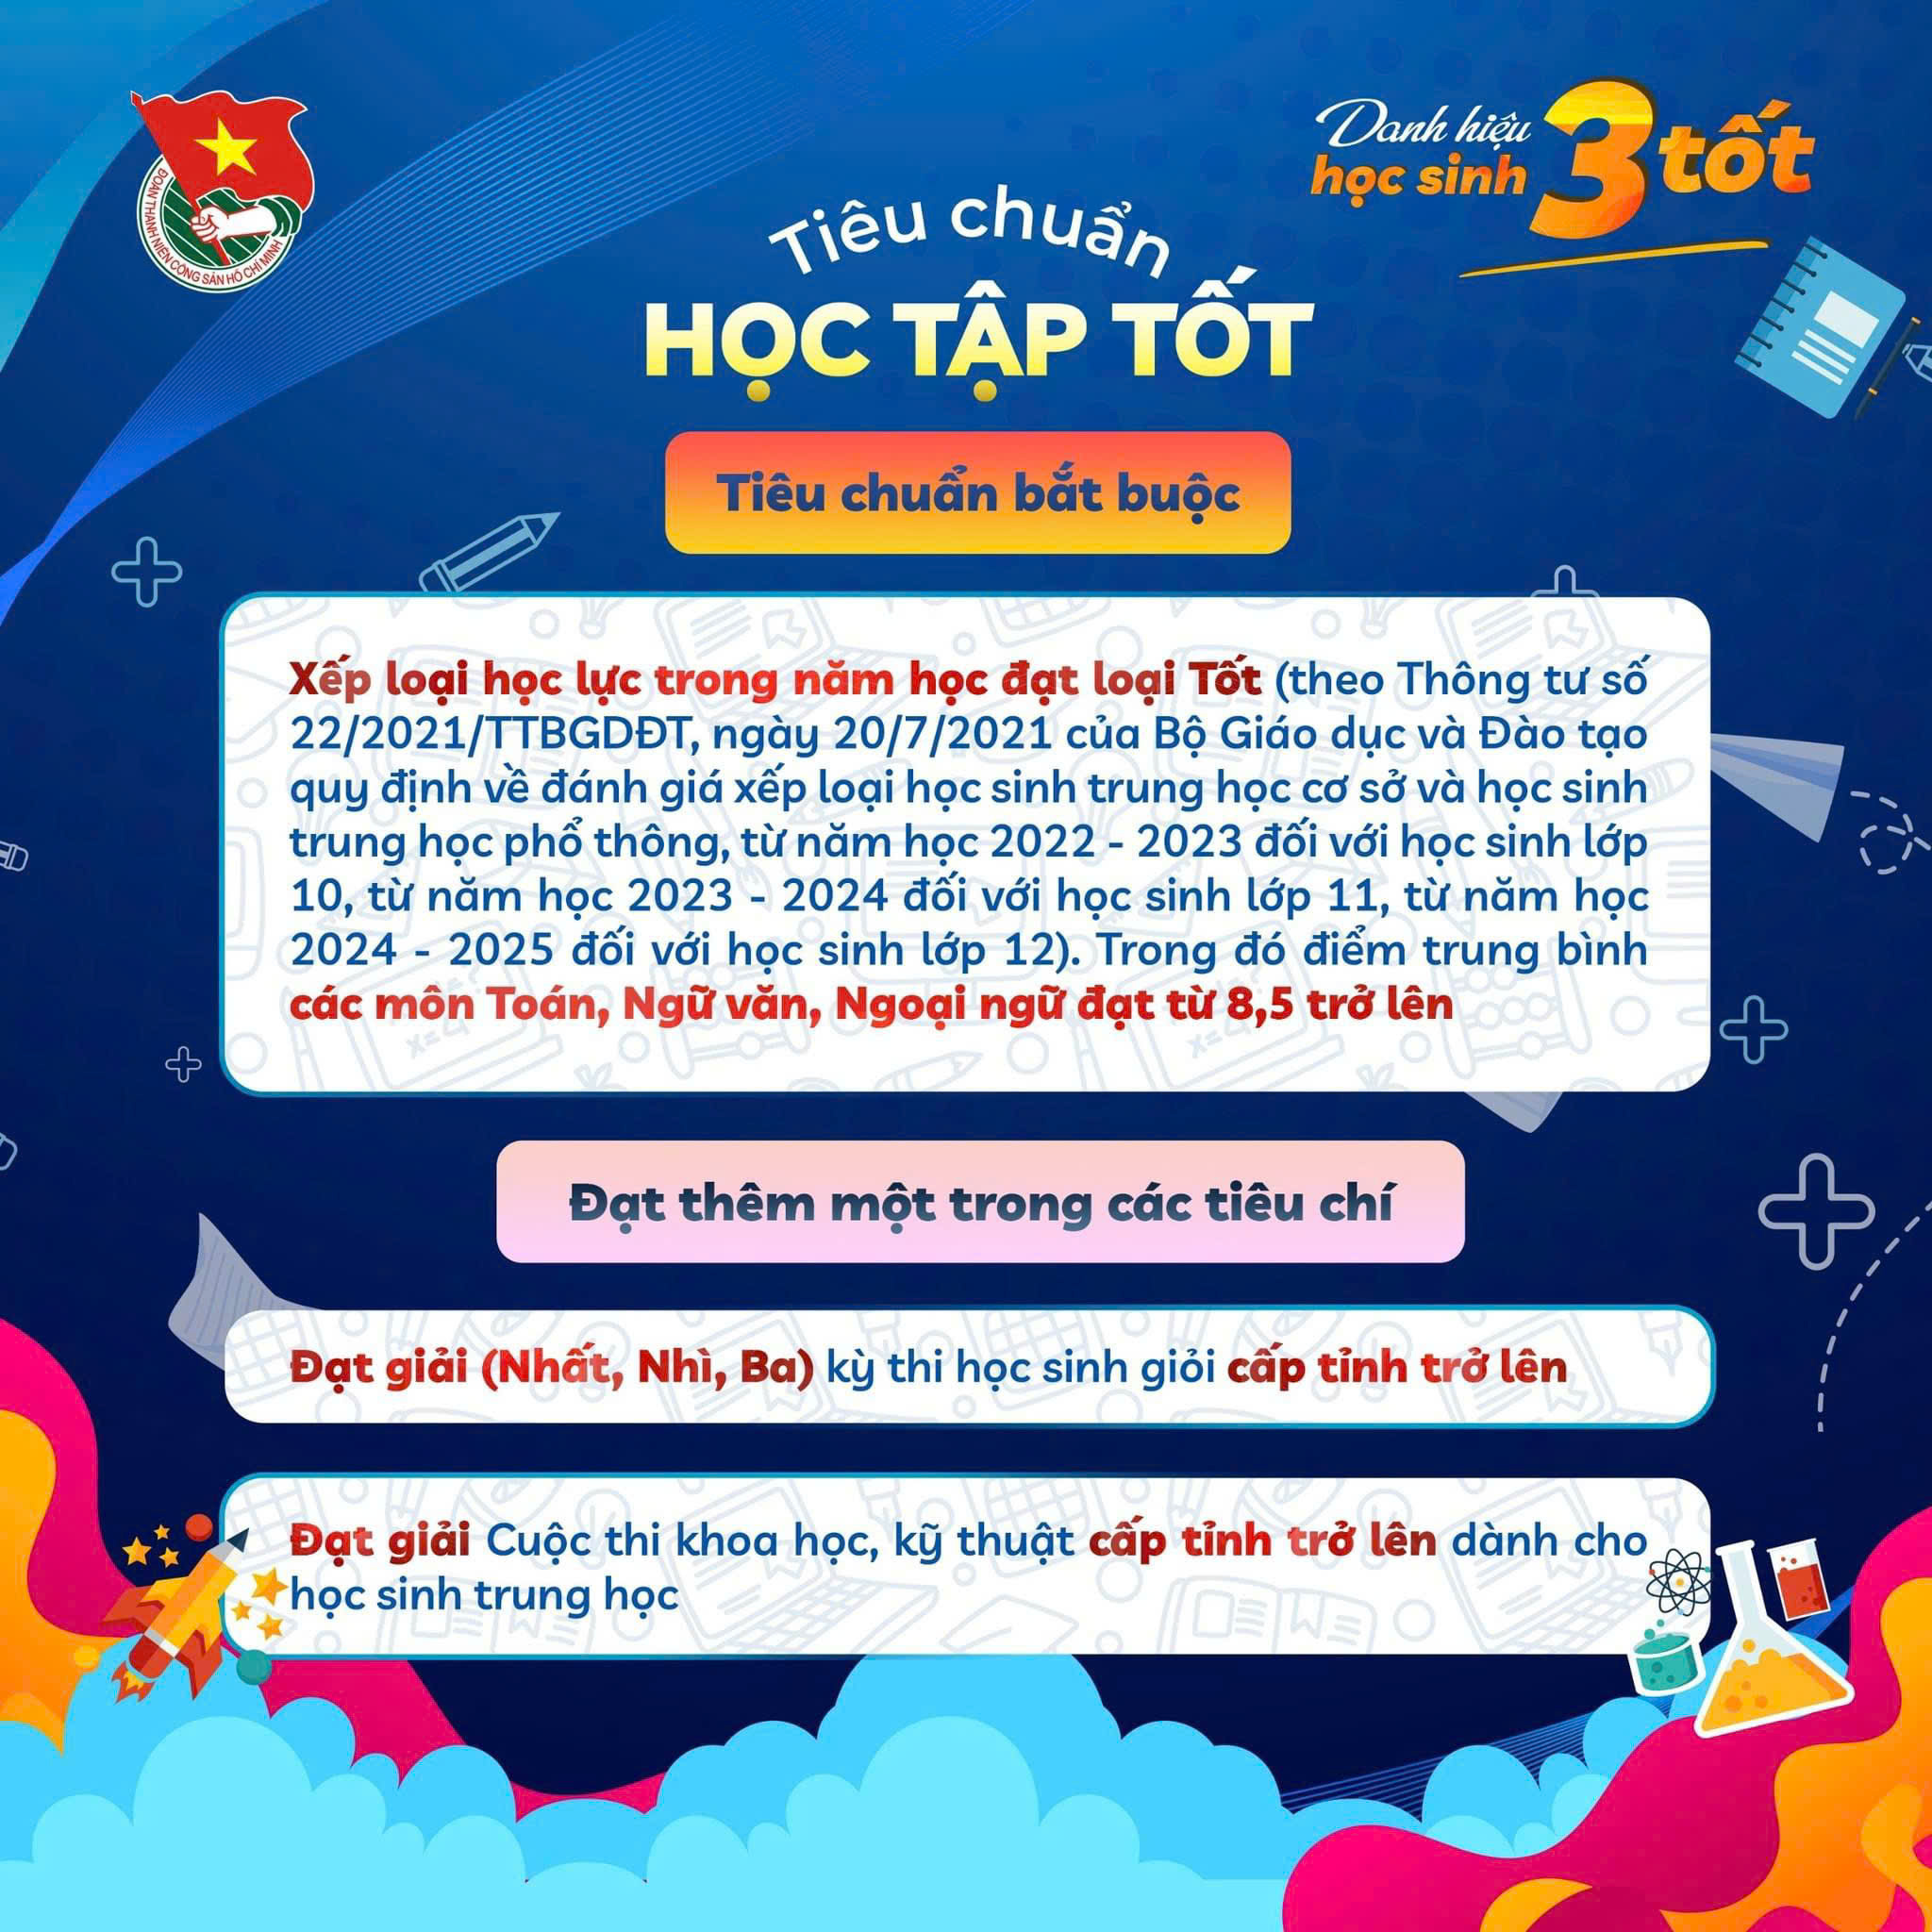 ĐOÀN THANH NIÊN CỘNG SẢN HỒ CHÍ MINH
Danh hiệu
học sinh 3 tốt
Tiêu chuẩn
HỌC TẬP TỐT
Tiêu chuẩn bắt buộc
Xếp loại học lực trong năm học đạt loại Tốt (theo Thông tư số
22/2021/TTBGDĐT, ngày 20/7/2021 của Bộ Giáo dục và Đào tạo
quy định về đánh giá xếp loại học sinh trung học cơ sở và học sinh
trung học phổ thông, từ năm học 2022 - 2023 đối với học sinh lớp
10, từ năm học 2023 - 2024 đối với học sinh lớp 11, từ năm học
2024 - 2025 đối với học sinh lớp 12). Trong đó điểm trung bình
các môn Toán, Ngữ văn, Ngoại ngữ đạt từ 8,5 trở lên
Đạt thêm một trong các tiêu chí
Đạt giải (Nhất, Nhì, Ba) kỳ thi học sinh giỏi cấp tỉnh trở lên
Đạt giải Cuộc thi khoa học, kỹ thuật cấp tỉnh trở lên dành cho
học sinh trung học